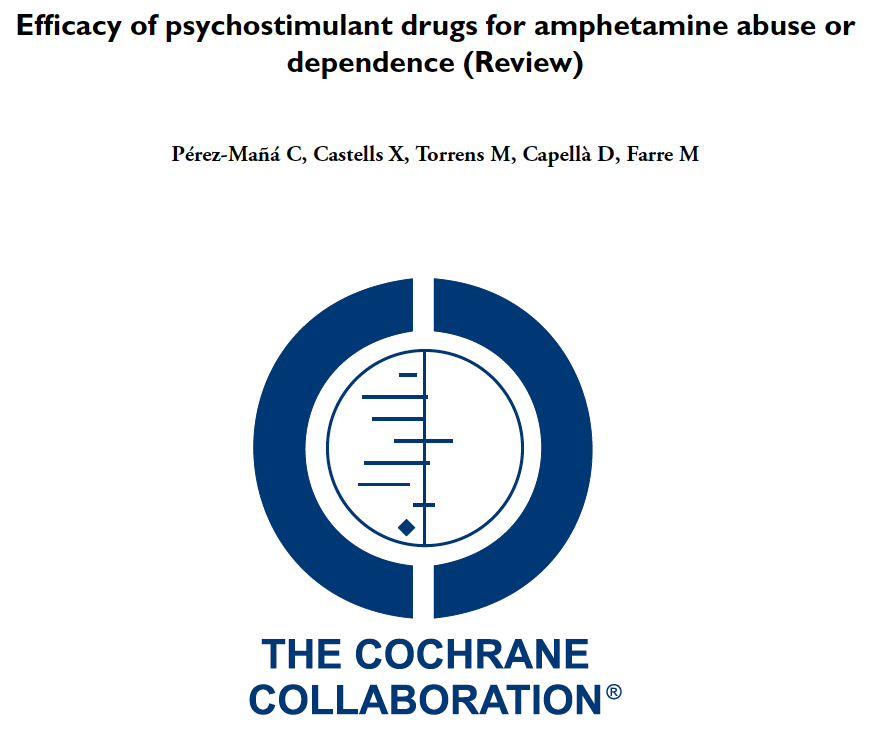 Efficacy of psychostimulant drugs for amphetamine abuse or
dependence (Review)
Pérez-Mañá C, Castells X, Torrens M, Capellà D, Farre M
THE COCHRANE
COLLABORATION®